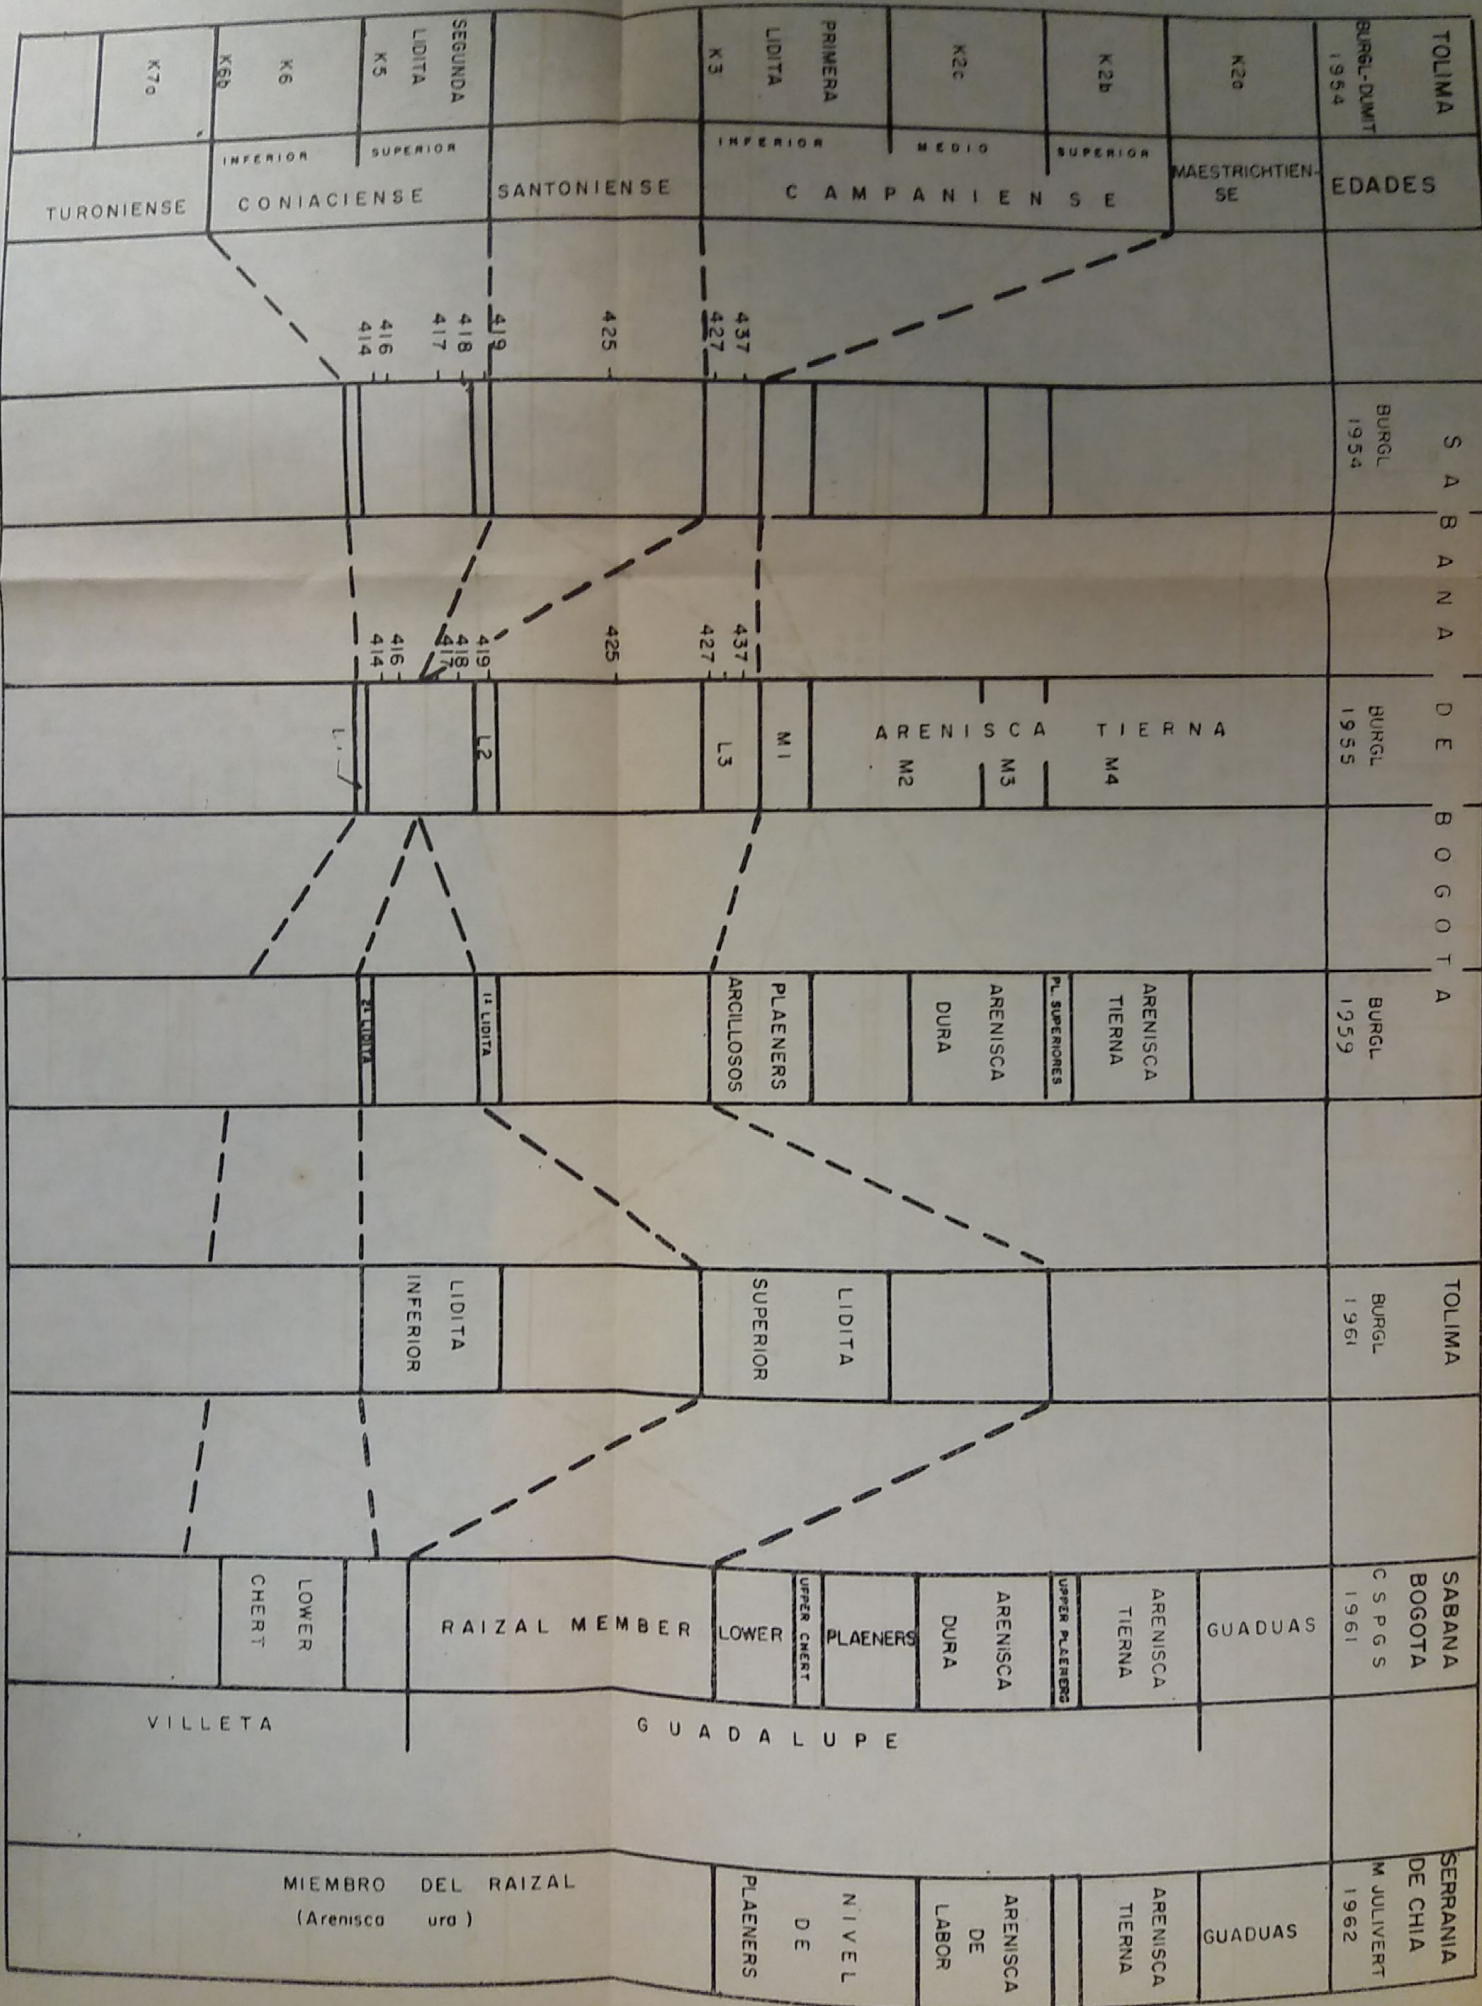 TOLIMA
BURGL-DUMIT
1954
EDADES
K2a
K2b
K2c
PRIMERA
LIDITA
K3
SEGUNDA
LIDITA
K5
K6
K6b
K7a
SUPERIOR
MEDIO
INFERIOR
SUPERIOR
INFERIOR
MAESTRICHTIEN-
SE
CAMPANIENSE
SANTONIENSE
CONIACIENSE
TURONIENSE
437
427
425
419
418
417
416
414
SABANA DE BOGOTA
BURGL
1954
437
427
425
419
418
417
416
414
BURGL
1955
ARENISCA TIERNA
M4
M3
M2
M1
L3
L2
BURGL
1959
ARENISCA
TIERNA
PL. SUPERIORES
ARENISCA
DURA
PLAENERS
ARCILLOSOS
1ª LIDITA
2ª LIDITA
TOLIMA
BURGL
1961
LIDITA
SUPERIOR
LIDITA
INFERIOR
SABANA
BOGOTA
C S P G S
1961
GUADUAS
ARENISCA
TIERNA
UPPER PLAENERG
ARENISCA
DURA
PLAENERS
UPPER CHERT
LOWER
RAIZAL MEMBER
LOWER
CHERT
GUADALUPE
VILLETA
SERRANIA
DE CHIA
M JULIVERT
1962
GUADUAS
ARENISCA
TIERNA
ARENISCA
DE
LABOR
NIVEL
DE
PLAENERS
MIEMBRO DEL RAIZAL
(Arenisca ura)